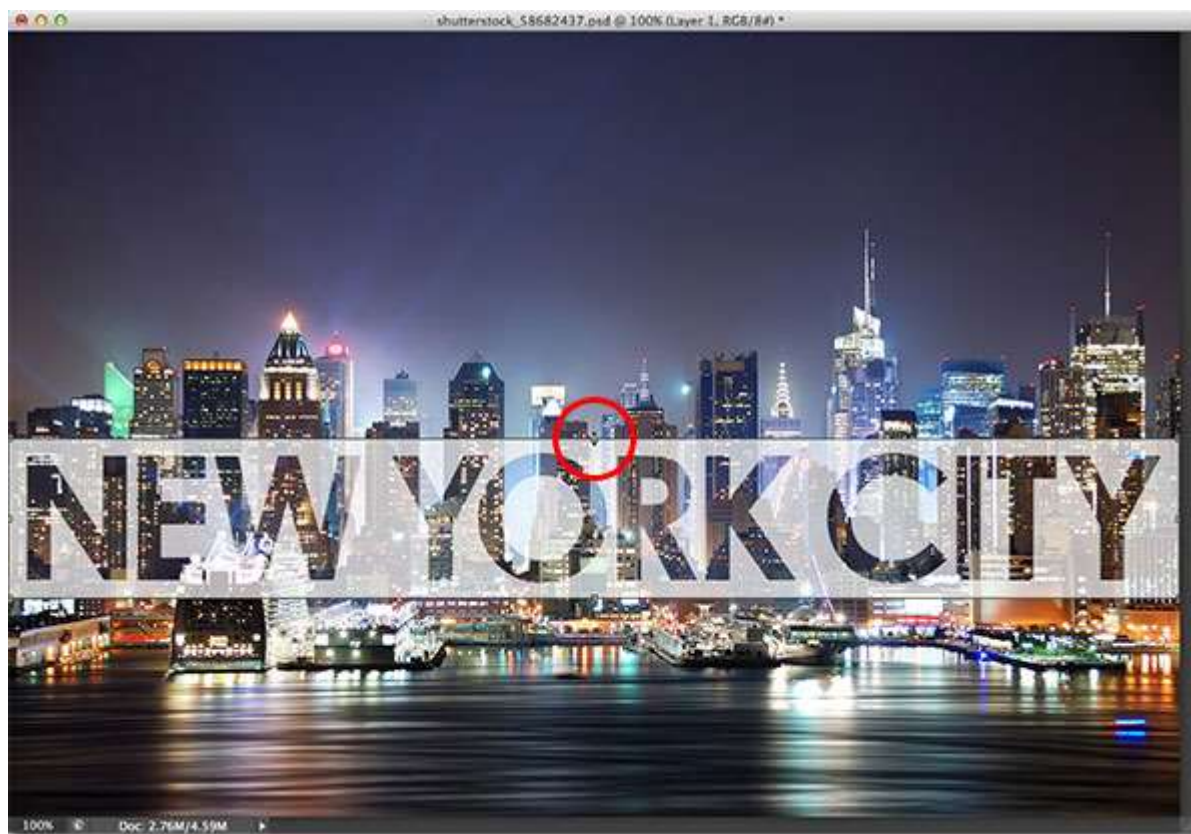 shutterstock_58682437.psd @ 100% (Layer 1, RGB/8#) *
NEW YORK CITY
100% Doc: 2.76M/4.59M